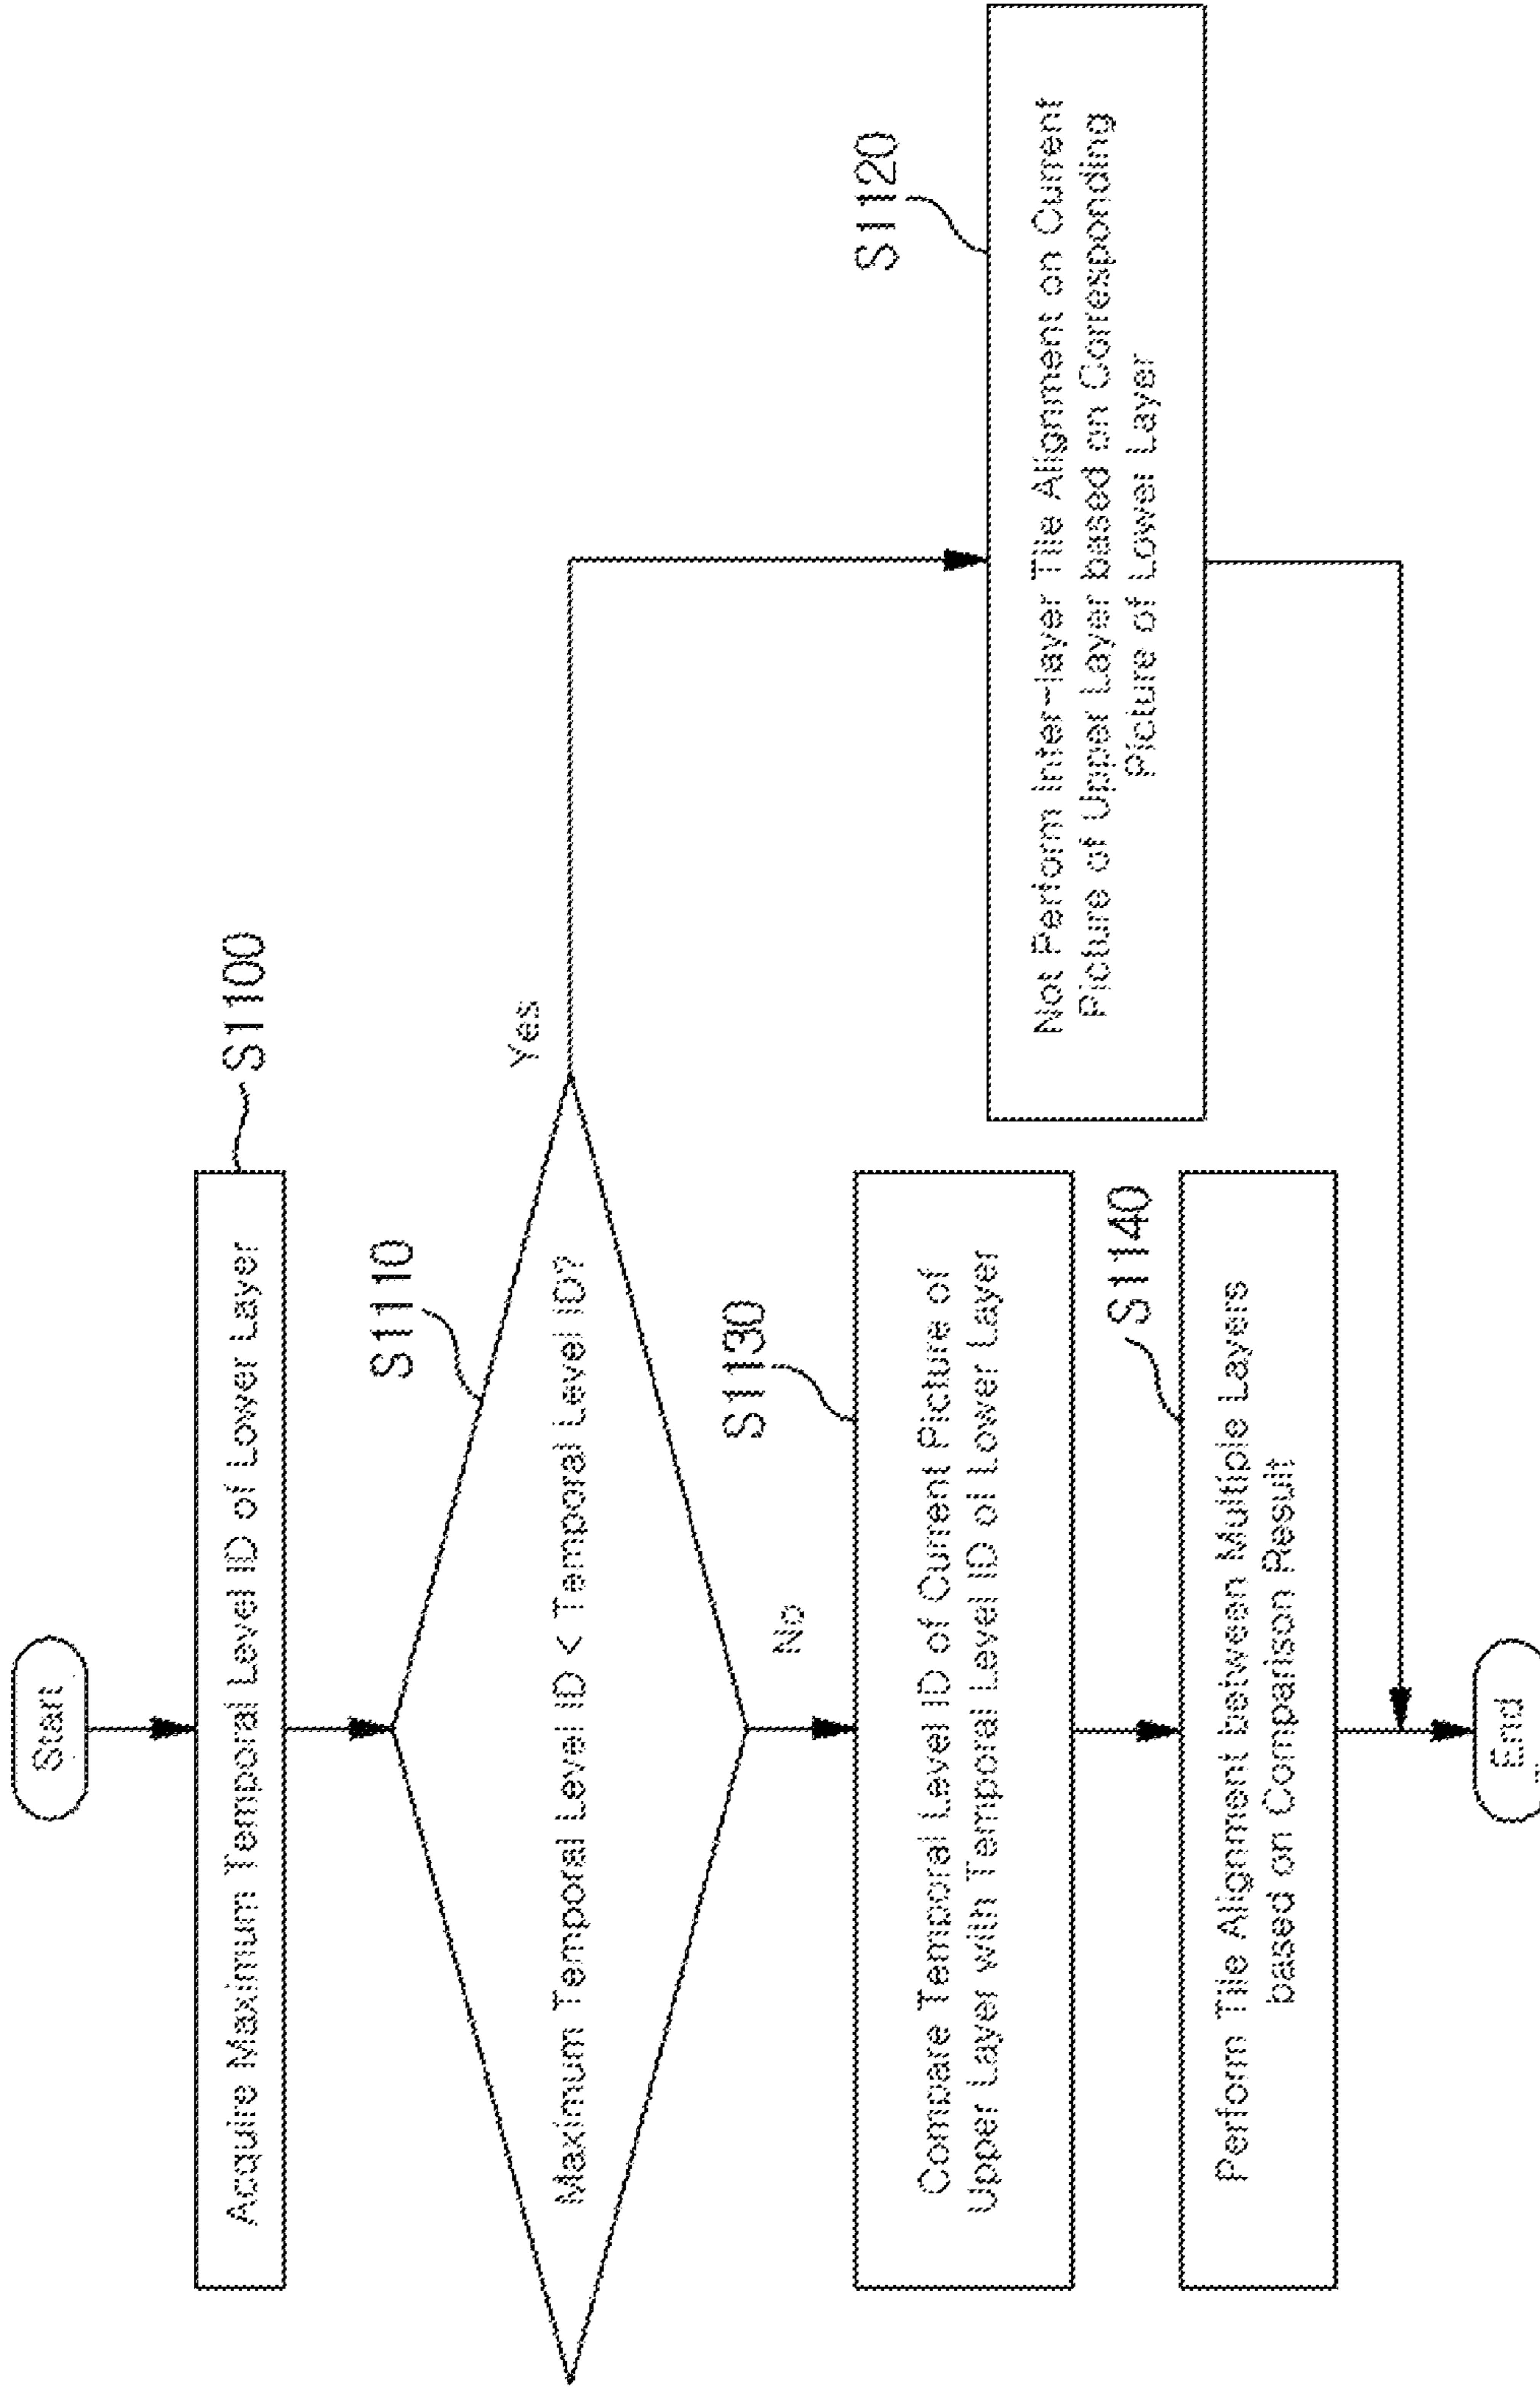 Start
Acquire Maximum Temporal Level ID of Lower Layer
S1100
S1110
Maximum Temporal Level ID < Temporal Level ID?
Yes
No
S1120
Not Perform Inter-layer Tile Alignment on Current
Picture of Upper Layer based on Corresponding
Picture of Lower Layer
S1130
Compare Temporal Level ID of Current Picture of
Upper Layer with Temporal Level ID of Lower Layer
S1140
Perform Tile Alignment between Multiple Layers
based on Comparison Result
End